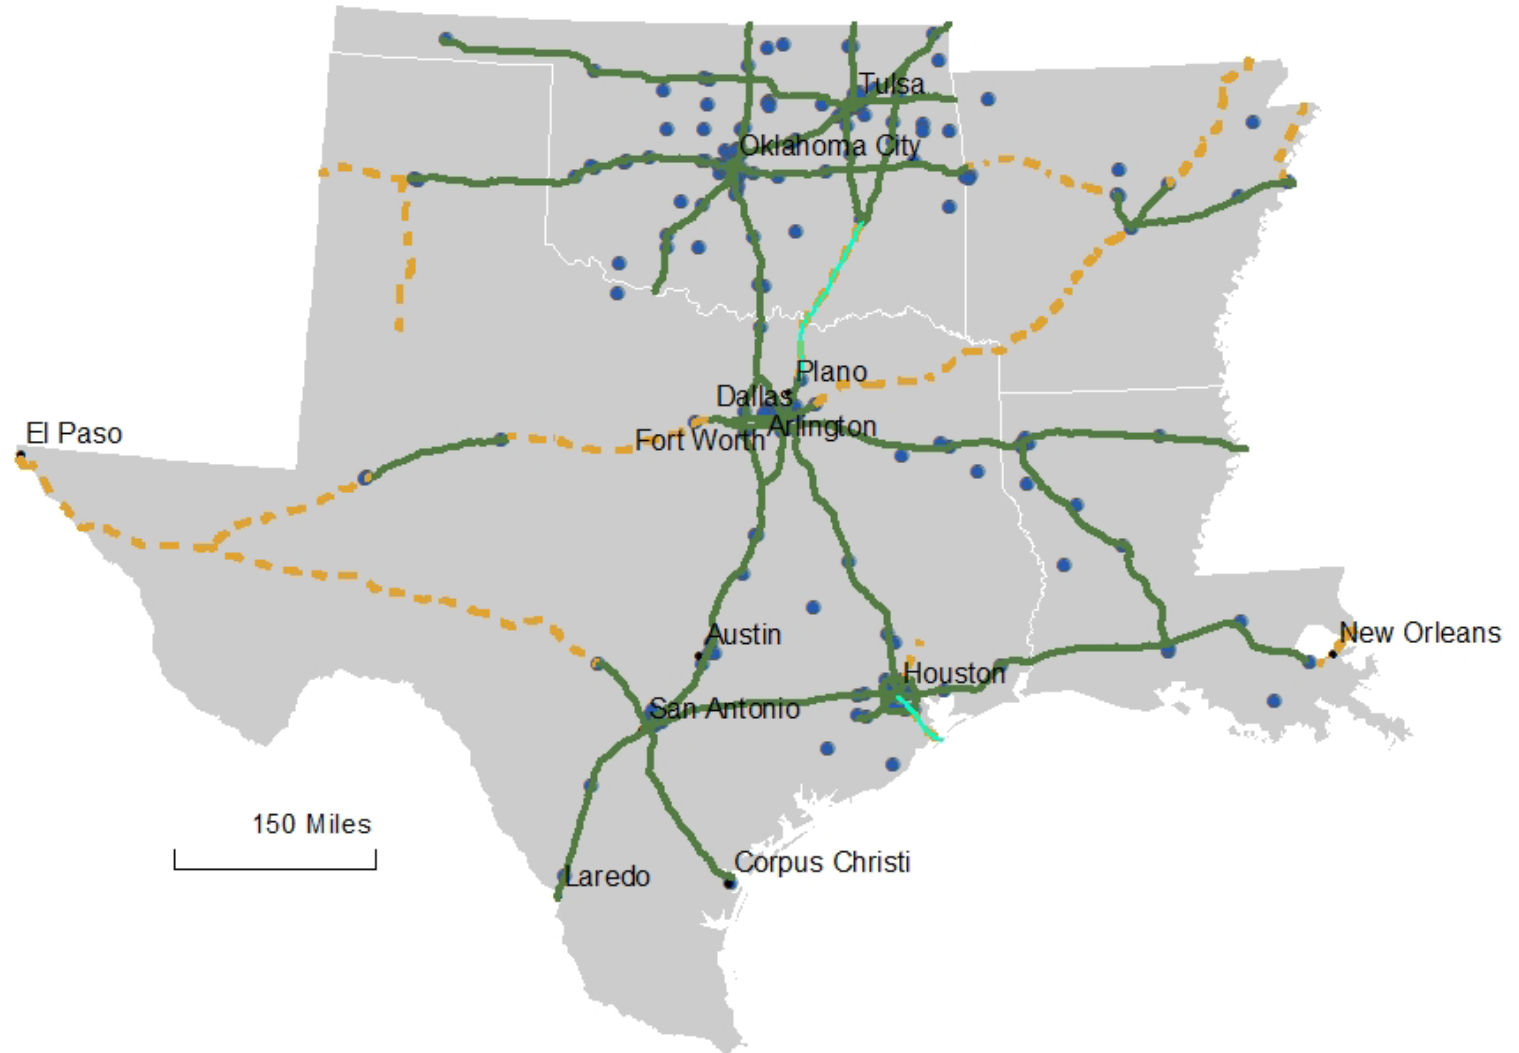 Tulsa
Oklahoma City
Plano
Dallas
Arlington
Fort Worth
El Paso
Austin
New Orleans
Houston
San Antonio
150 Miles
Corpus Christi
Laredo